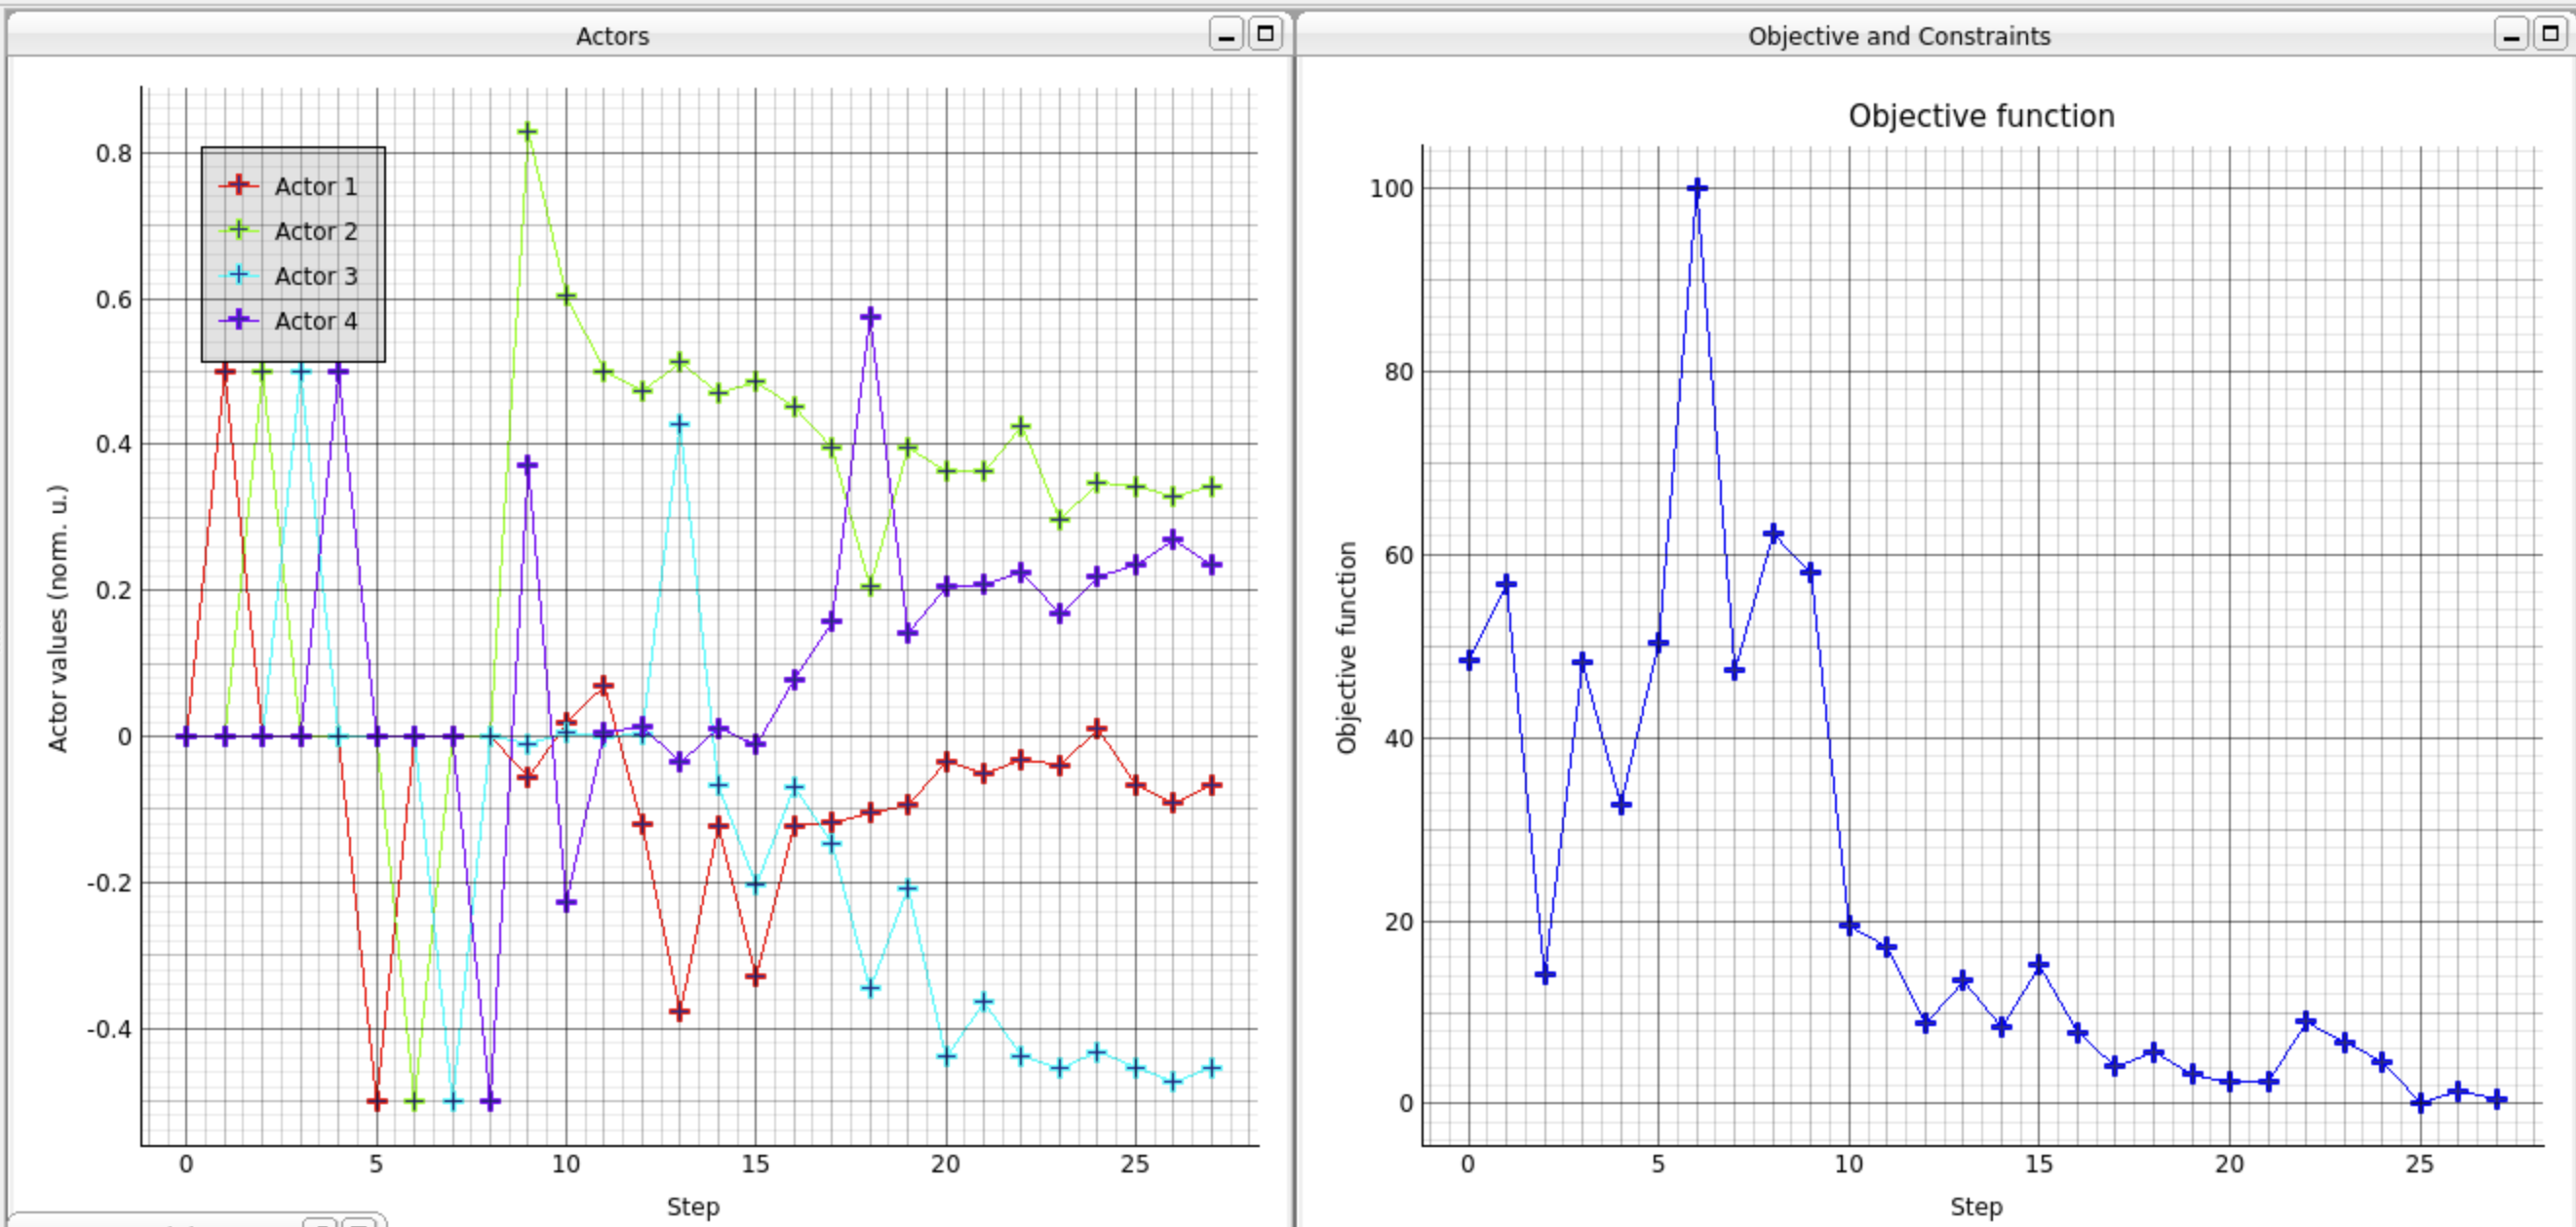 Actors
Actor values (norm. u.)
0.8
0.6
0.4
0.2
0
-0.2
-0.4
Actor 1
Actor 2
Actor 3
Actor 4
0 5 10 15 20 25
Step
Objective and Constraints
Objective function
Objective function
100
80
60
40
20
0
0 5 10 15 20 25
Step